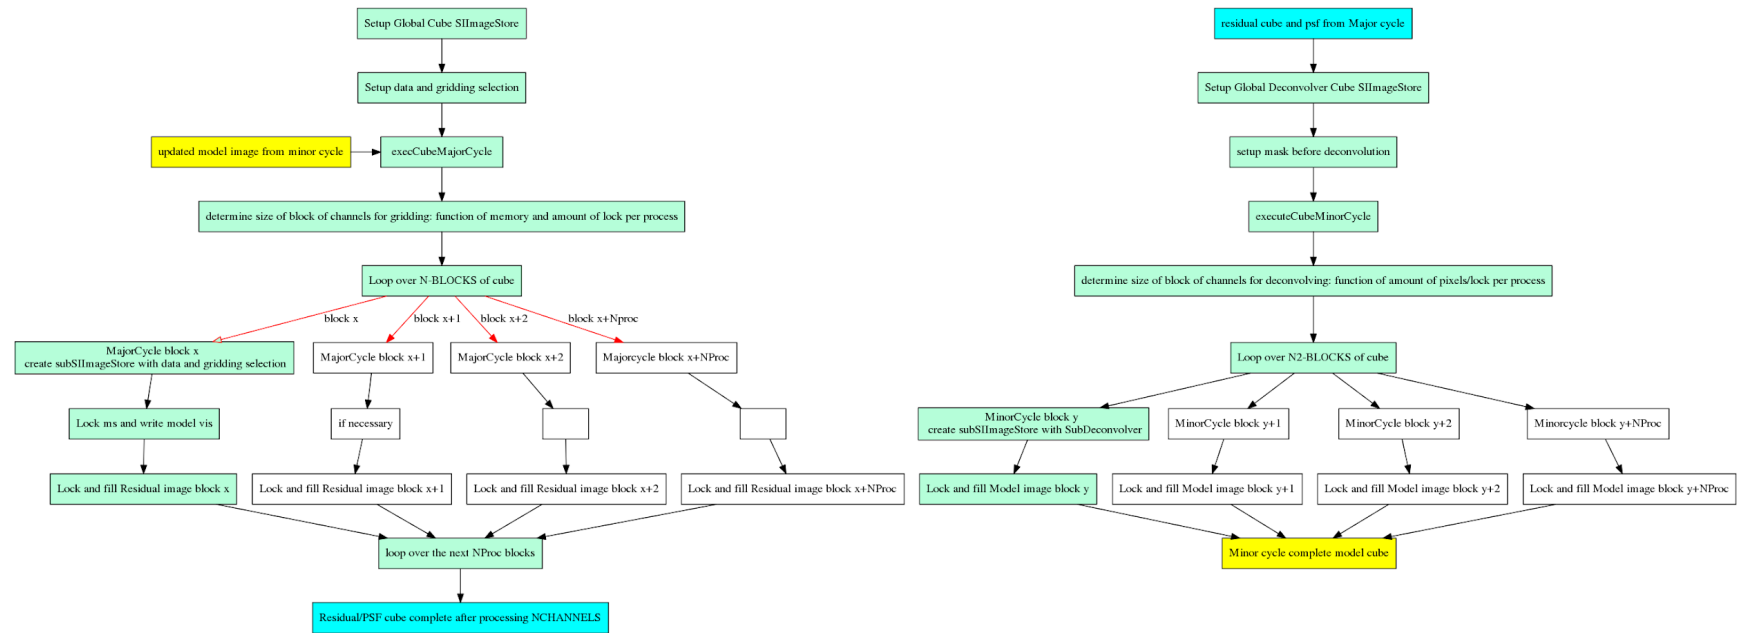 Setup Global Cube SIImageStore
Setup data and gridding selection
updated model image from minor cycle
execCubeMajorCycle
determine size of block of channels for gridding: function of memory and amount of lock per process
Loop over N-BLOCKS of cube
block x
block x+1
block x+2
block x+Nproc
MajorCycle block x
create subSIImageStore with data and gridding selection
MajorCycle block x+1
MajorCycle block x+2
Majorcycle block x+NProc
Lock ms and write model vis
if necessary
Lock and fill Residual image block x
Lock and fill Residual image block x+1
Lock and fill Residual image block x+2
Lock and fill Residual image block x+NProc
loop over the next NProc blocks
Residual/PSF cube complete after processing NCHANNELS
residual cube and psf from Major cycle
Setup Global Deconvolver Cube SIImageStore
setup mask before deconvolution
executeCubeMinorCycle
determine size of block of channels for deconvolving: function of amount of pixels/lock per process
Loop over N2-BLOCKS of cube
MinorCycle block y
create subSIImageStore with SubDeconvolver
MinorCycle block y+1
MinorCycle block y+2
Minorcycle block y+NProc
Lock and fill Model image block y
Lock and fill Model image block y+1
Lock and fill Model image block y+2
Lock and fill Model image block y+NProc
Minor cycle complete model cube